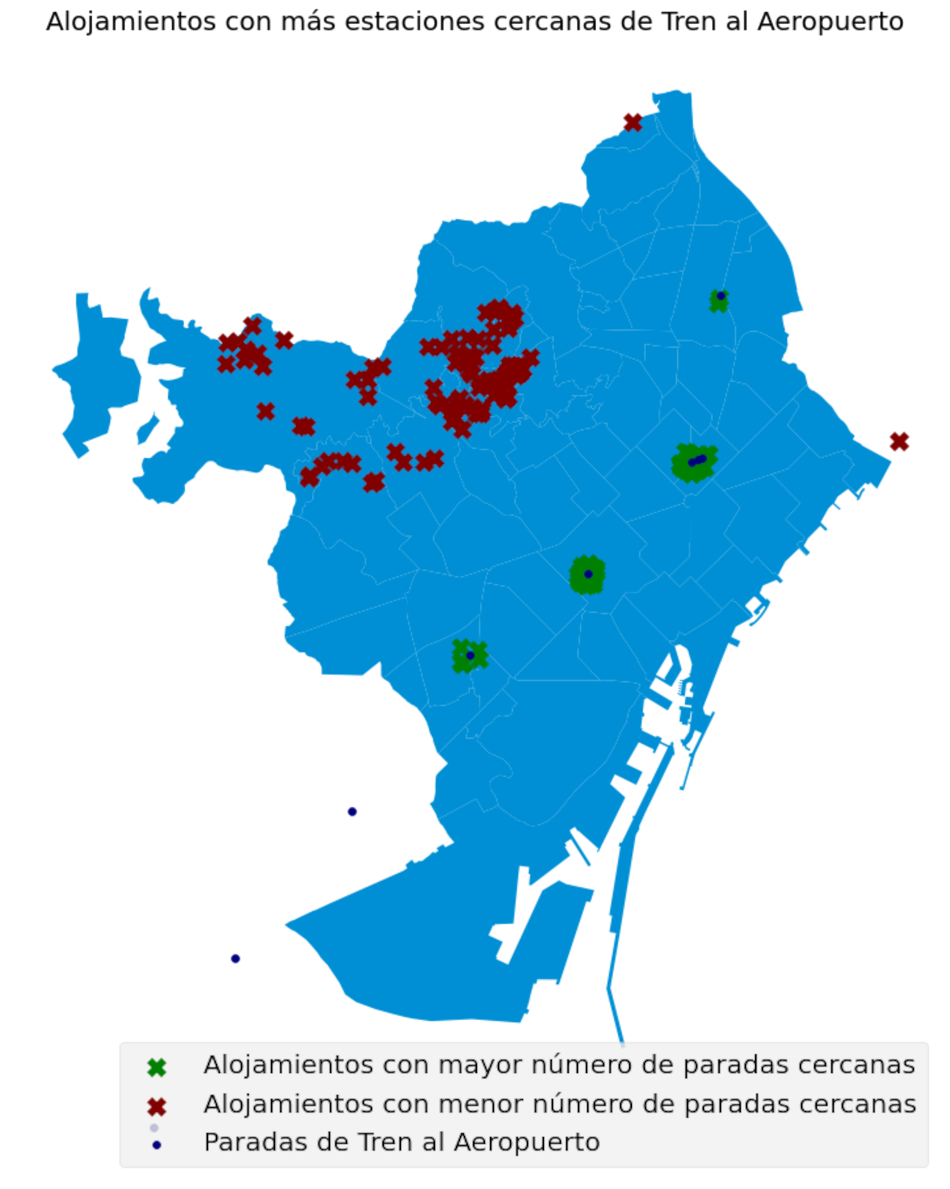 Alojamientos con más estaciones cercanas de Tren al Aeropuerto
Alojamientos con mayor número de paradas cercanas
Alojamientos con menor número de paradas cercanas
Paradas de Tren al Aeropuerto